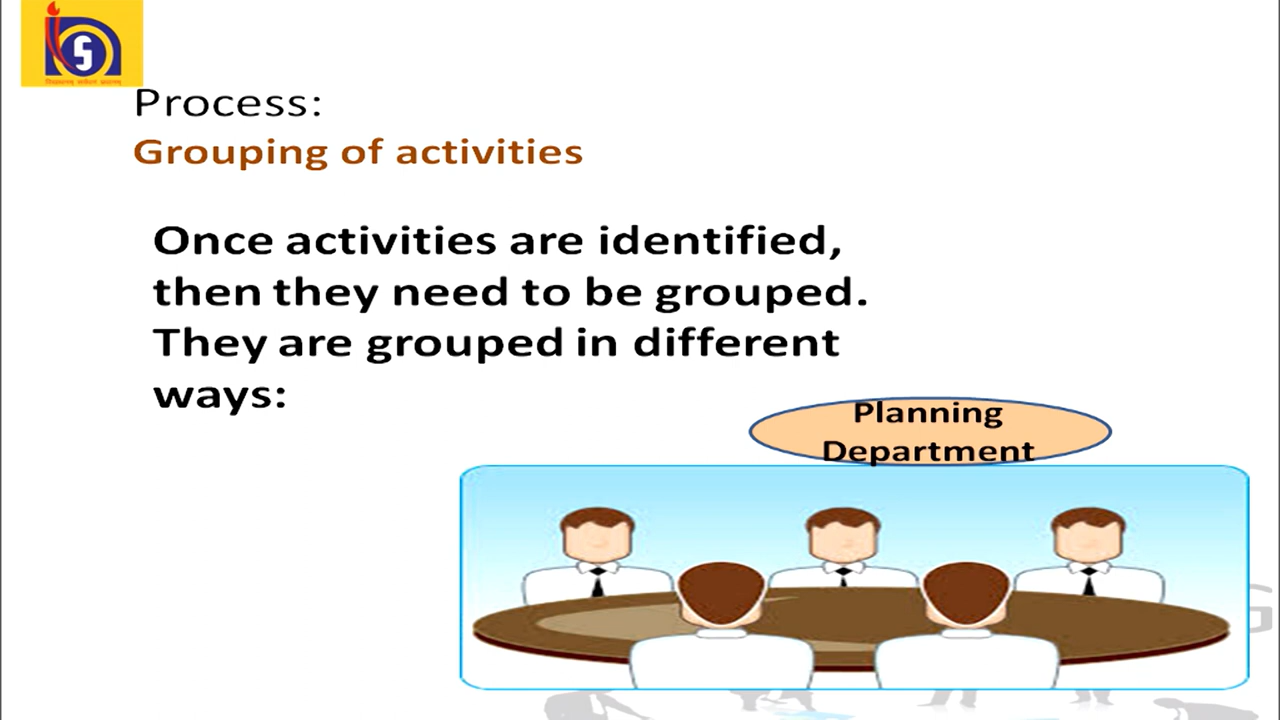 Process:
Grouping of activities
Once activities are identified,
then they need to be grouped.
They are grouped in different
ways:
Planning
Department